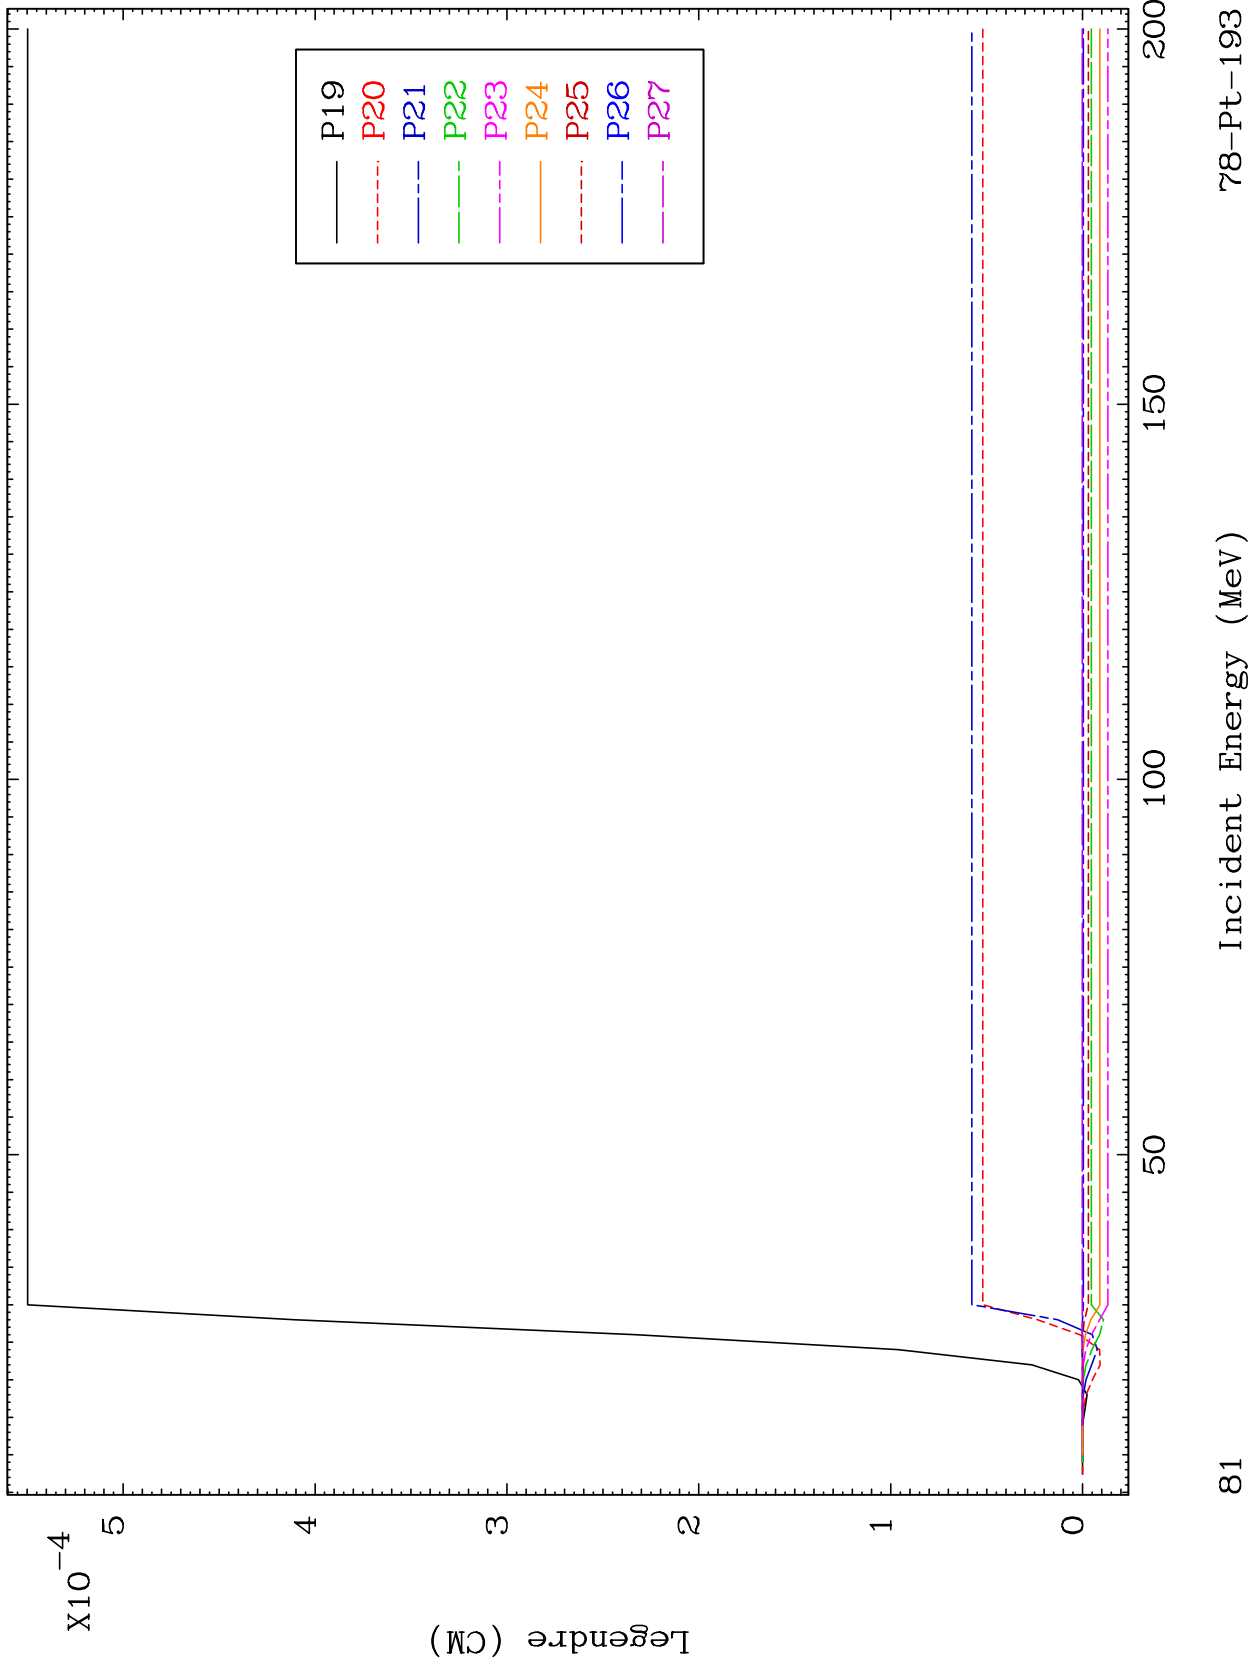 X10-4
5
4
3
2
1
0
Legendre (CM)
P19
P20
P21
P22
P23
P24
P25
P26
P27
50
100
150
200
Incident Energy (MeV)
81
78-Pt-193